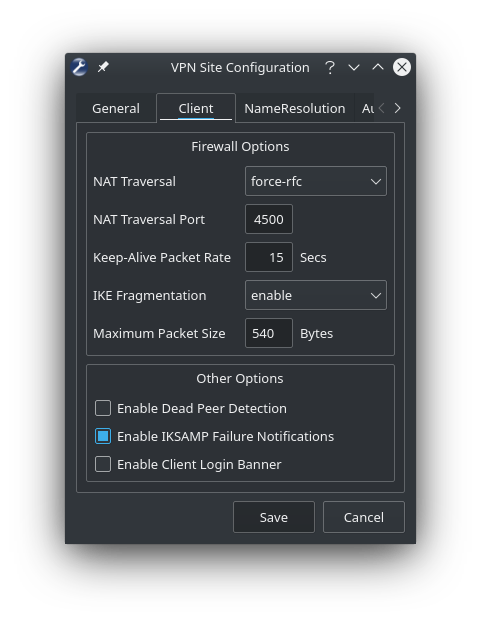 VPN Site Configuration
General Client NameResolution
Firewall Options
NAT Traversal force-rfc
NAT Traversal Port 4500
Keep-Alive Packet Rate 15 Secs
IKE Fragmentation enable
Maximum Packet Size 540 Bytes
Other Options
Enable Dead Peer Detection
Enable IKSAMP Failure Notifications
Enable Client Login Banner
Save Cancel